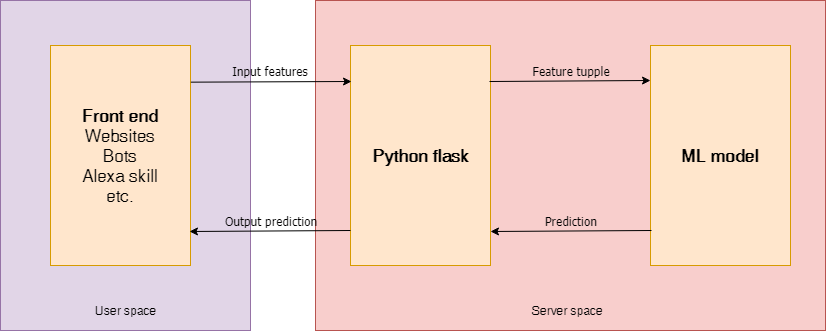 Front end
Websites
Bots
Alexa skill
etc.
Input features
Output prediction
Python flask
Feature tupple
Prediction
ML model
User space
Server space